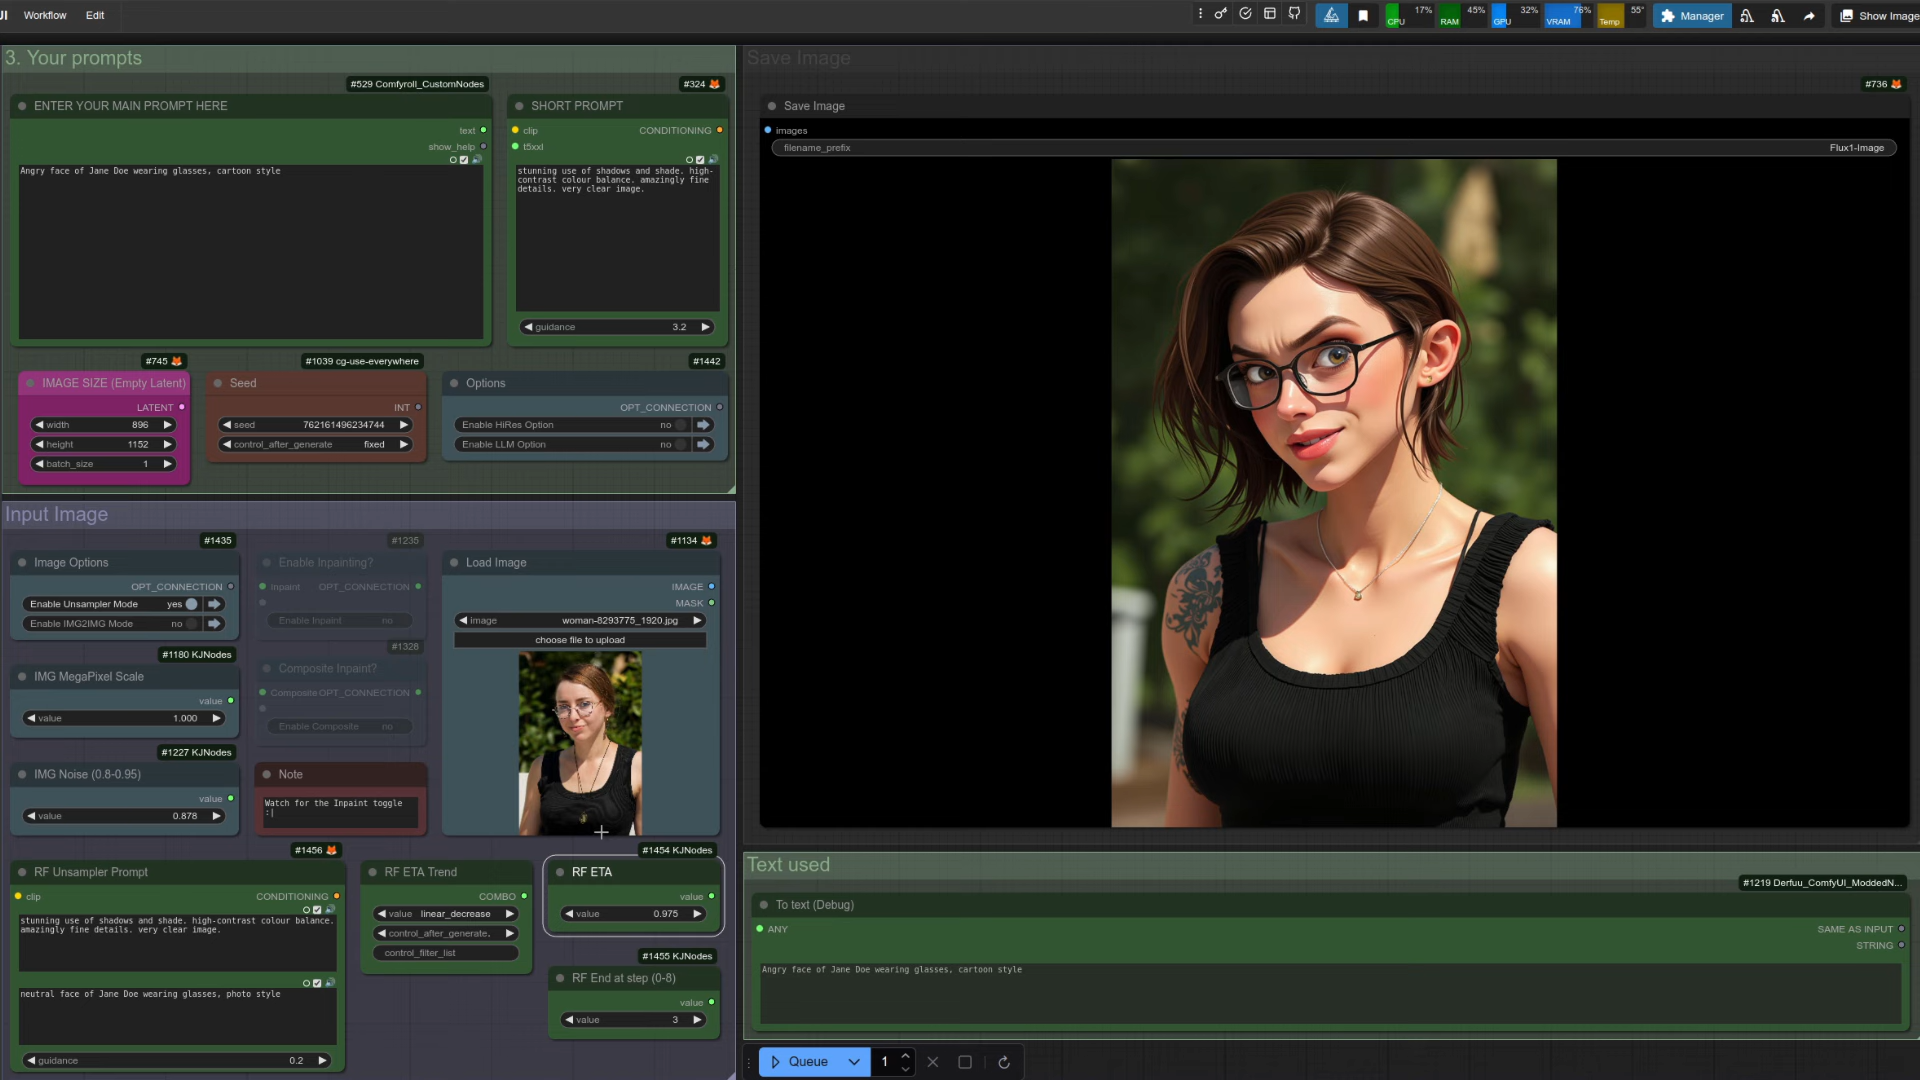 UI Workflow Edit
CPU 17% RAM 45% GPU 32% VRAM 76% Temp 55°
Manager
Show Image
3. Your prompts
#529 Comfyroll_CustomNodes
ENTER YOUR MAIN PROMPT HERE
text
show_help
Angry face of Jane Doe wearing glasses, cartoon style
#324
SHORT PROMPT
clip CONDITIONING
t5xxl
stunning use of shadows and shade. high-
contrast colour balance. amazingly fine
details. very clear image.
guidance 3.2
#745
IMAGE SIZE (Empty Latent)
LATENT
width 896
height 1152
batch_size 1
#1039 cg-use-everywhere
Seed
INT
seed 762161496234744
control_after_generate fixed
#1442
Options
OPT_CONNECTION
Enable HiRes Option no
Enable LLM Option no
Input Image
#1435
Image Options
OPT_CONNECTION
Enable Unsampler Mode yes
Enable IMG2IMG Mode no
#1180 KJNodes
IMG MegaPixel Scale
value
value 1.000
#1227 KJNodes
IMG Noise (0.8-0.95)
value
value 0.878
#1235
Enable Inpainting?
Inpaint OPT_CONNECTION
Enable Inpaint no
#1328
Composite Inpaint?
Composite OPT_CONNECTION
Enable Composite no
Note
Watch for the Inpaint toggle
:|
#1134
Load Image
IMAGE
MASK
image woman-8293775_1920.jpg
choose file to upload
#1456
RF Unsampler Prompt
clip CONDITIONING
stunning use of shadows and shade. high-contrast colour balance.
amazingly fine details. very clear image.
neutral face of Jane Doe wearing glasses, photo style
guidance 0.2
RF ETA Trend
COMBO
value linear_decrease
control_after_generate.
control_filter_list
#1454 KJNodes
RF ETA
value
value 0.975
#1455 KJNodes
RF End at step (0-8)
value
value 3
Save Image
#736
Save Image
images
filename_prefix Flux1-Image
Text used
#1219 Derfuu_ComfyUI_ModdedN...
To text (Debug)
ANY SAME AS INPUT
STRING
Angry face of Jane Doe wearing glasses, cartoon style
Queue 1